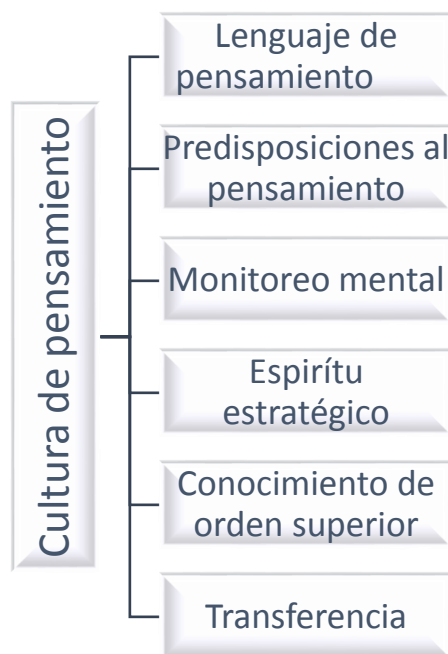 Cultura de pensamiento
Lenguaje de
pensamiento
Predisposiciones al
pensamiento
Monitoreo mental
Espirítu
estratégico
Conocimiento de
orden superior
Transferencia